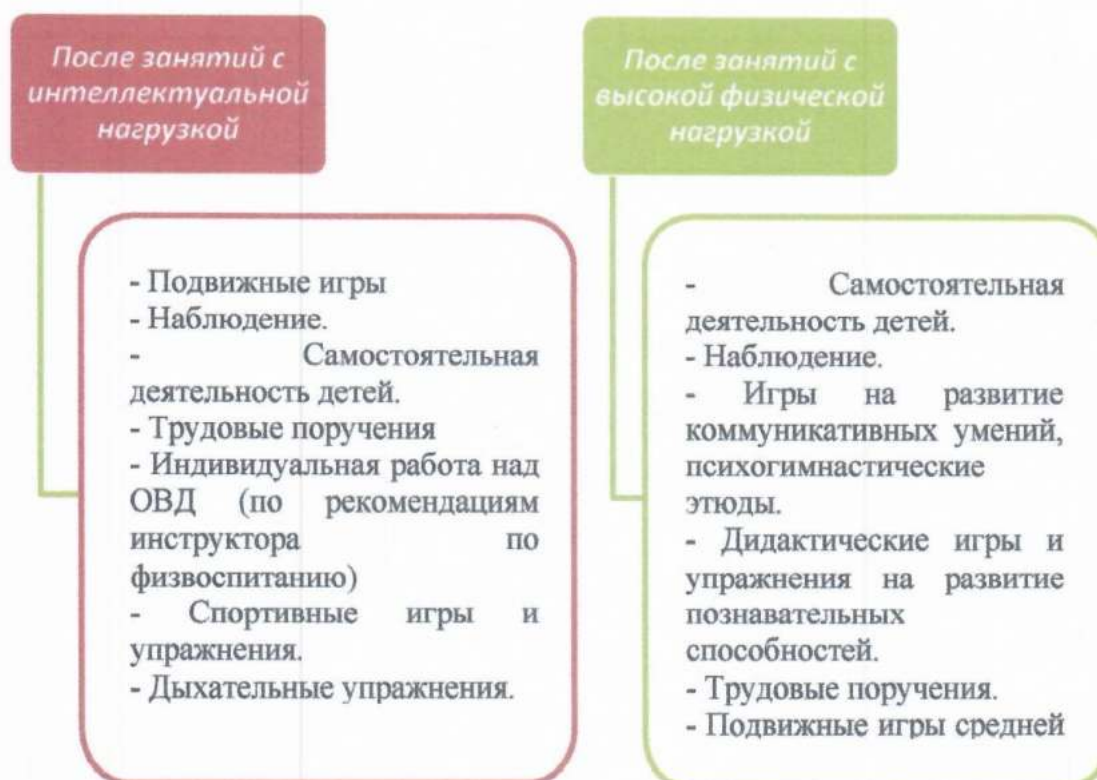 После занятий с
интеллектуальной
нагрузкой
- Подвижные игры
- Наблюдение.
- Самостоятельная
деятельность детей.
- Трудовые поручения
- Индивидуальная работа над
ОВД (по рекомендациям
инструктора по
физвоспитанию)
- Спортивные игры и
упражнения.
- Дыхательные упражнения.
После занятий с
высокой физической
нагрузкой
- Самостоятельная
деятельность детей.
- Наблюдение.
- Игры на развитие
коммуникативных умений,
психогимнастические
этюды.
- Дидактические игры и
упражнения на развитие
познавательных
способностей.
- Трудовые поручения.
- Подвижные игры средней